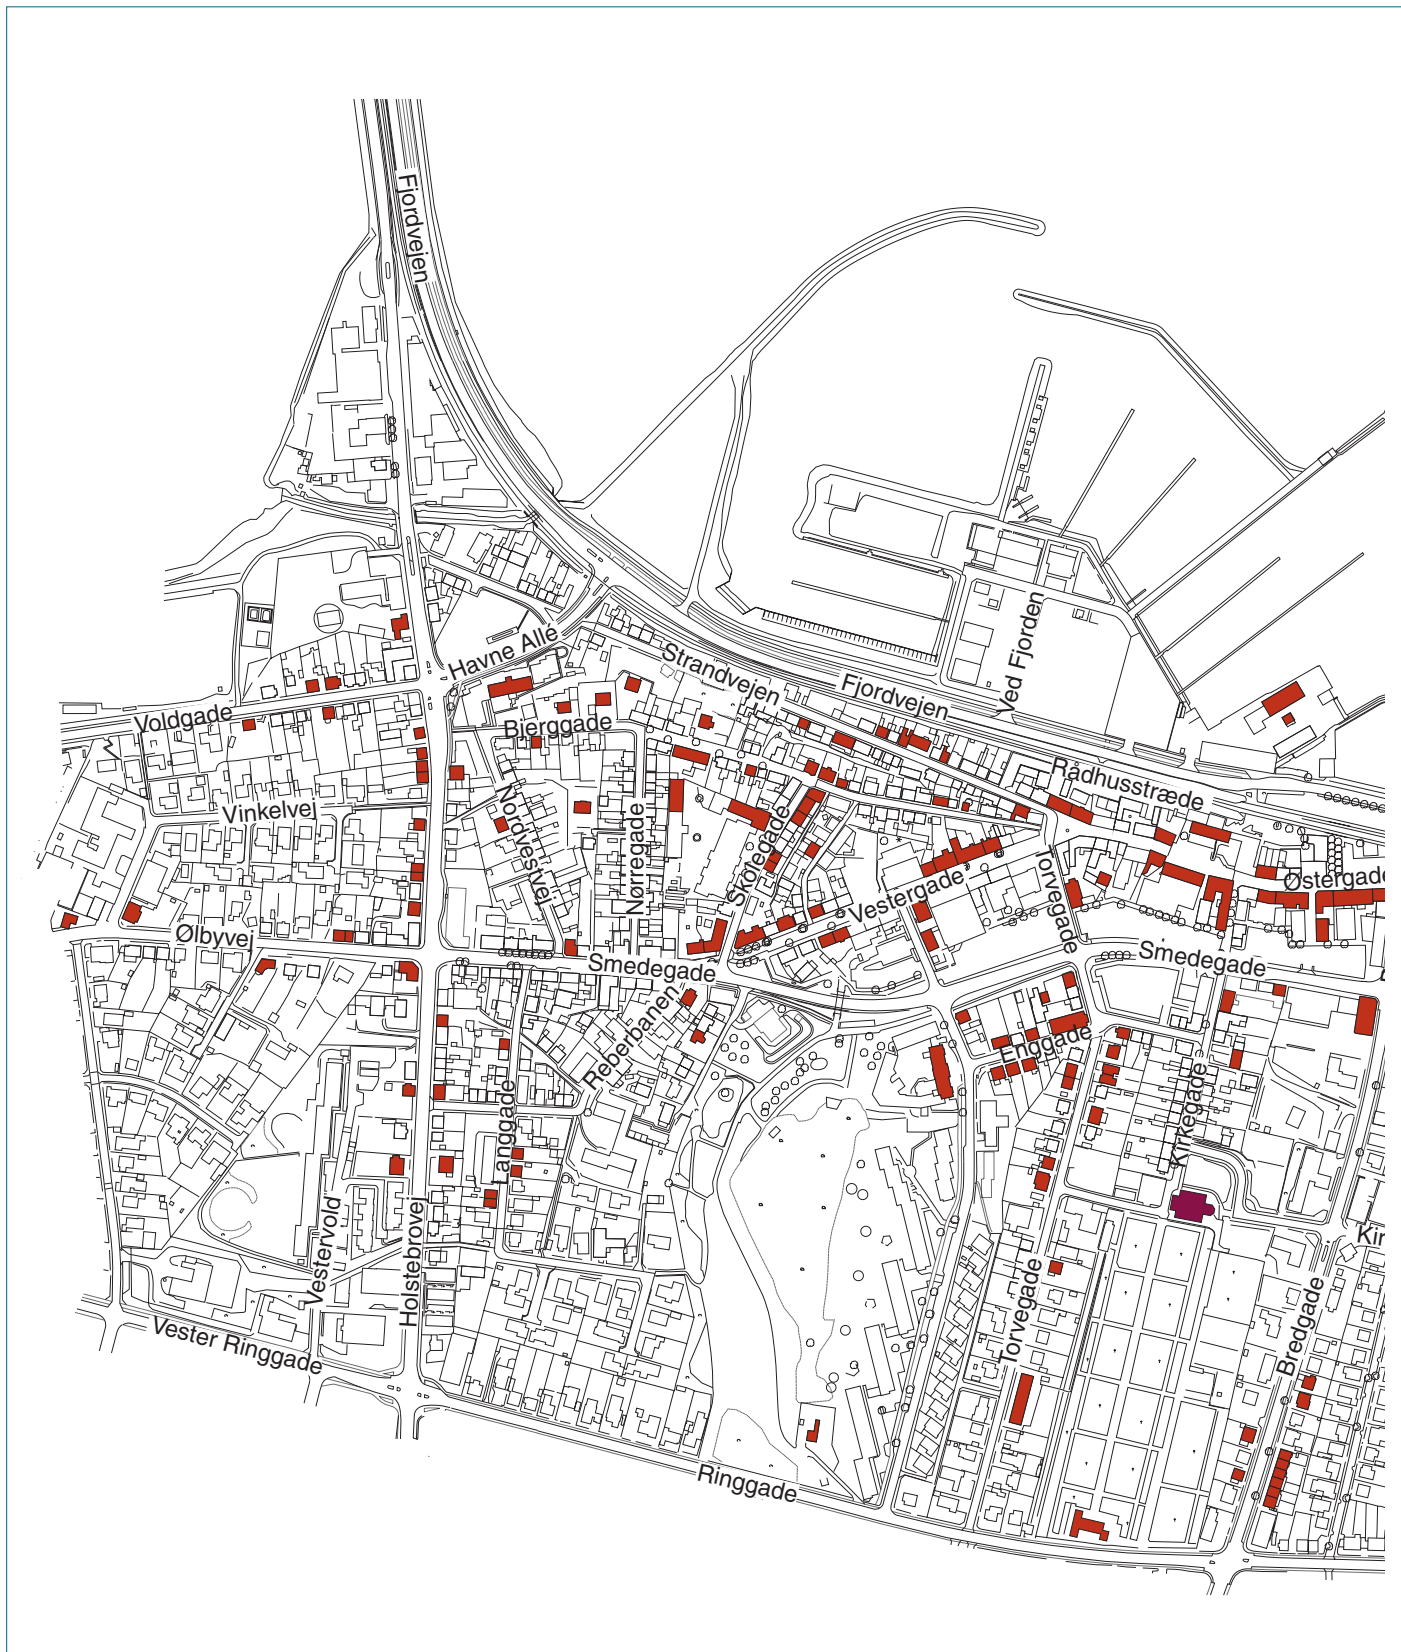 Fjordvejen
Havne Allé
Strandvejen
Fjordvejen
Ved Fjorden
Voldgade
Bjerggade
Rådhusstræde
Vinkelvej
Nordvestvej
Nørregade
Skolegade
Vestergade
Torvegade
Østergade
Ølbyvej
Smedegade
Smedegade
Reberbanen
Enggade
Langgade
Kirkegade
Vestervold
Holstebrovej
Kir
Torvegade
Bredgade
Vester Ringgade
Ringgade